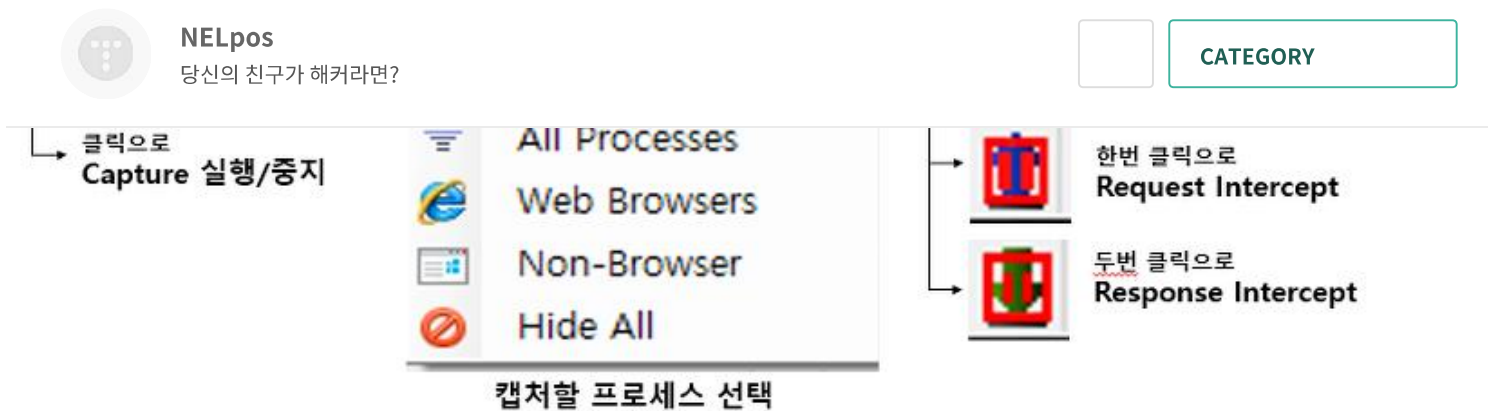 NELpos
당신의 친구가 해커라면?
CATEGORY
클릭으로
Capture 실행/중지
All Processes
Web Browsers
Non-Browser
Hide All
캡처할 프로세스 선택
한번 클릭으로
Request Intercept
두번 클릭으로
Response Intercept